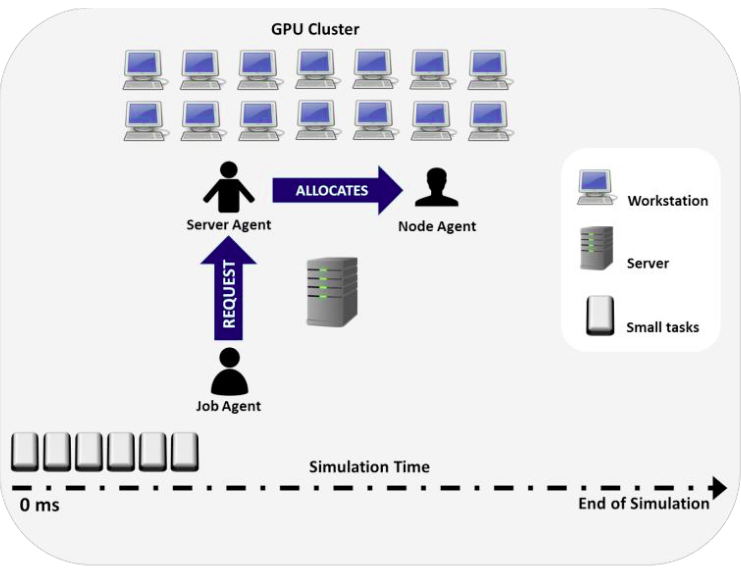 GPU Cluster
ALLOCATES
Server Agent
Node Agent
REQUEST
Job Agent
Workstation
Server
Small tasks
Simulation Time
0 ms
End of Simulation